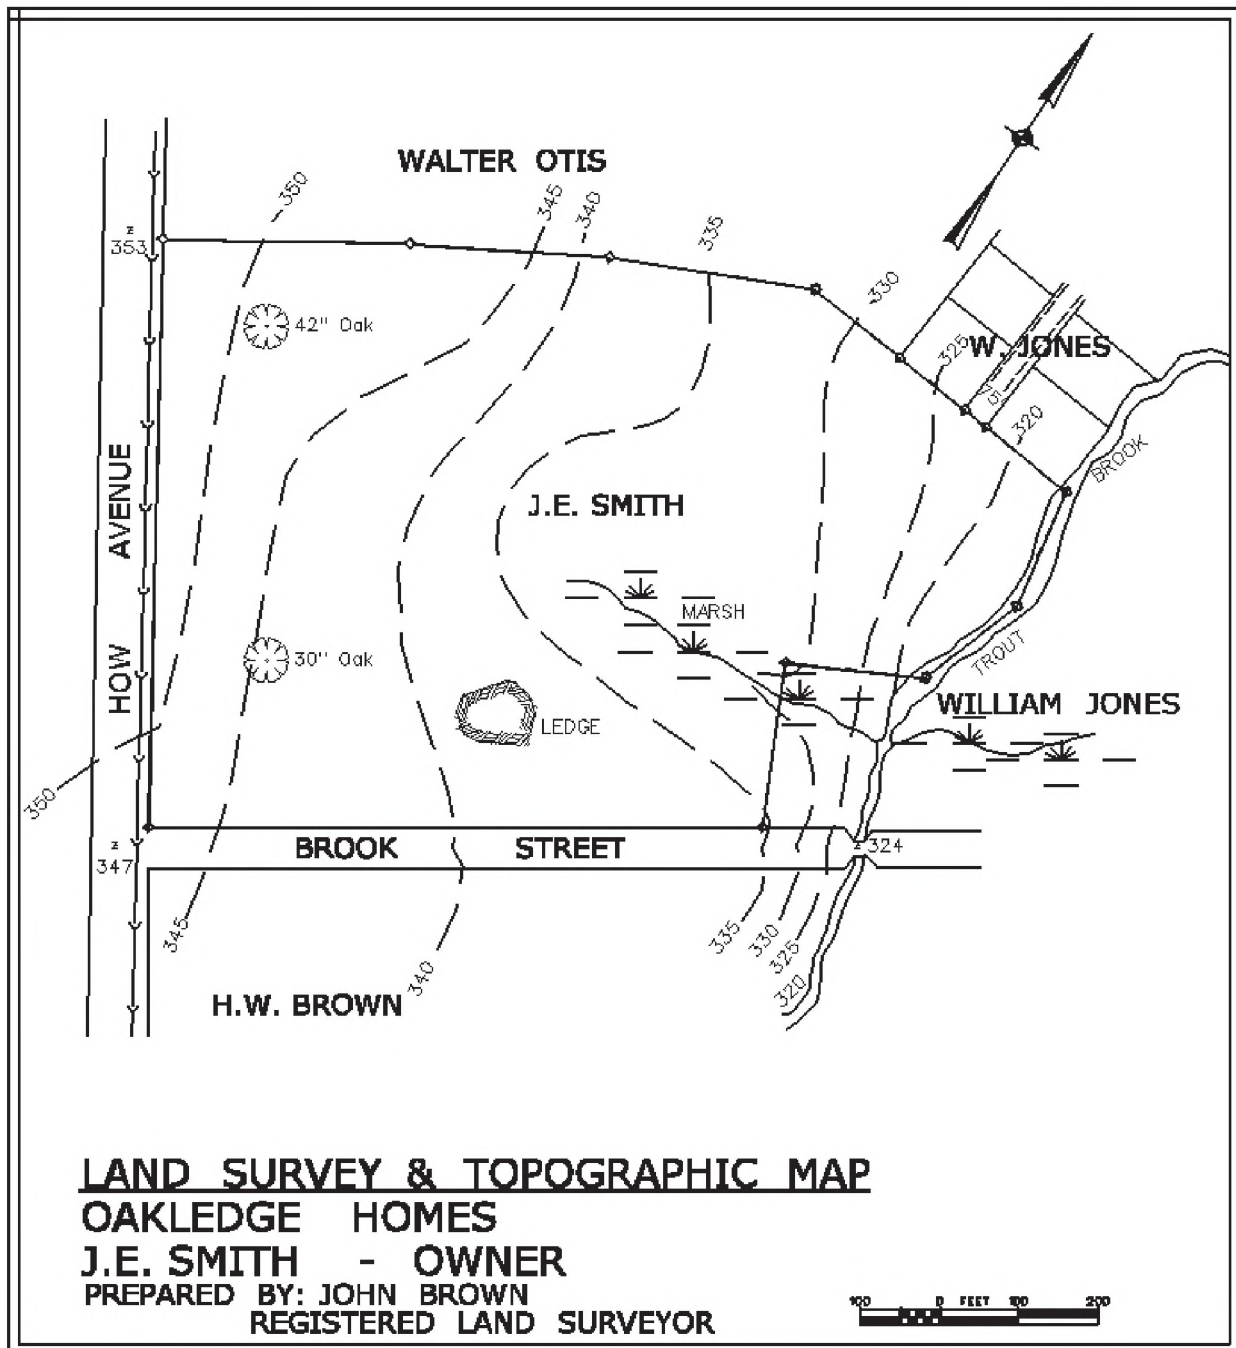 WALTER OTIS
350
345
340
335
330
353
42" Oak
325
W. JONES
75'
320
BROOK
HOW AVENUE
J.E. SMITH
MARSH
30" Oak
TROUT
LEDGE
WILLIAM JONES
350
347
BROOK STREET
324
345
340
335
330
325
320
H.W. BROWN
LAND SURVEY & TOPOGRAPHIC MAP
OAKLEDGE HOMES
J.E. SMITH - OWNER
PREPARED BY: JOHN BROWN
REGISTERED LAND SURVEYOR
100 0 FEET 100 200